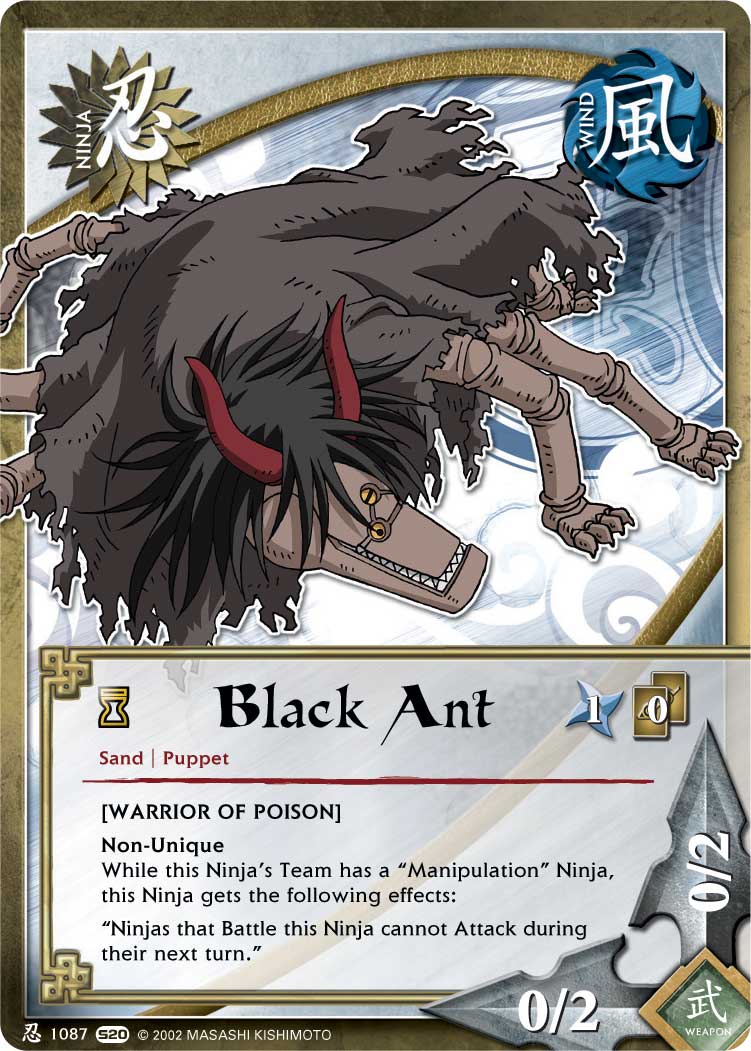 忍
NINJA
WIND
風
Black Ant
1
0
Sand | Puppet
[WARRIOR OF POISON]
Non-Unique
While this Ninja's Team has a “Manipulation” Ninja,
this Ninja gets the following effects:
“Ninjas that Battle this Ninja cannot Attack during
their next turn.”
0/2
0/2
武
WEAPON
忍 1087 S20 © 2002 MASASHI KISHIMOTO